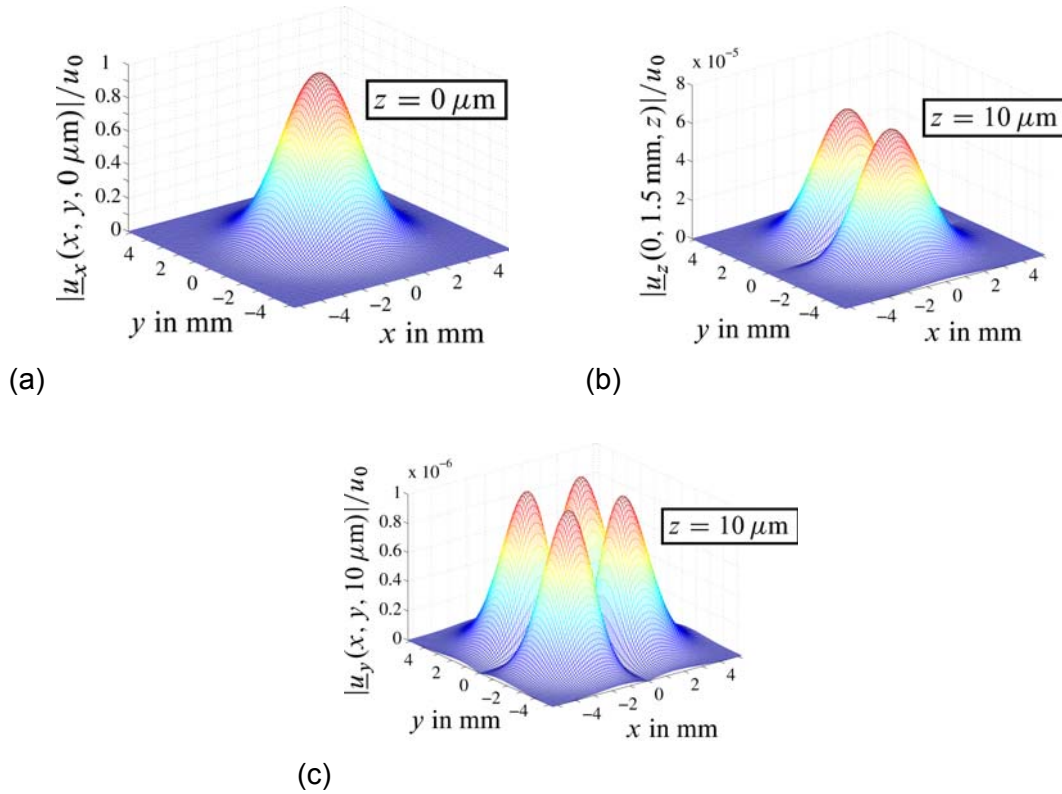 1
0.8
0.6
0.4
0.2
0
|u_x(x, y, 0 μm)|/u_0
z = 0 μm
4 2 0 −2 −4
y in mm
−4 −2 0 2 4
x in mm
(a)
x 10^−5
8
6
4
2
0
|u_z(0, 1.5 mm, z)|/u_0
z = 10 μm
4 2 0 −2 −4
y in mm
−4 −2 0 2 4
x in mm
(b)
x 10^−6
1
0.8
0.6
0.4
0.2
0
|u_y(x, y, 10 μm)|/u_0
z = 10 μm
4 2 0 −2 −4
y in mm
−4 −2 0 2 4
x in mm
(c)